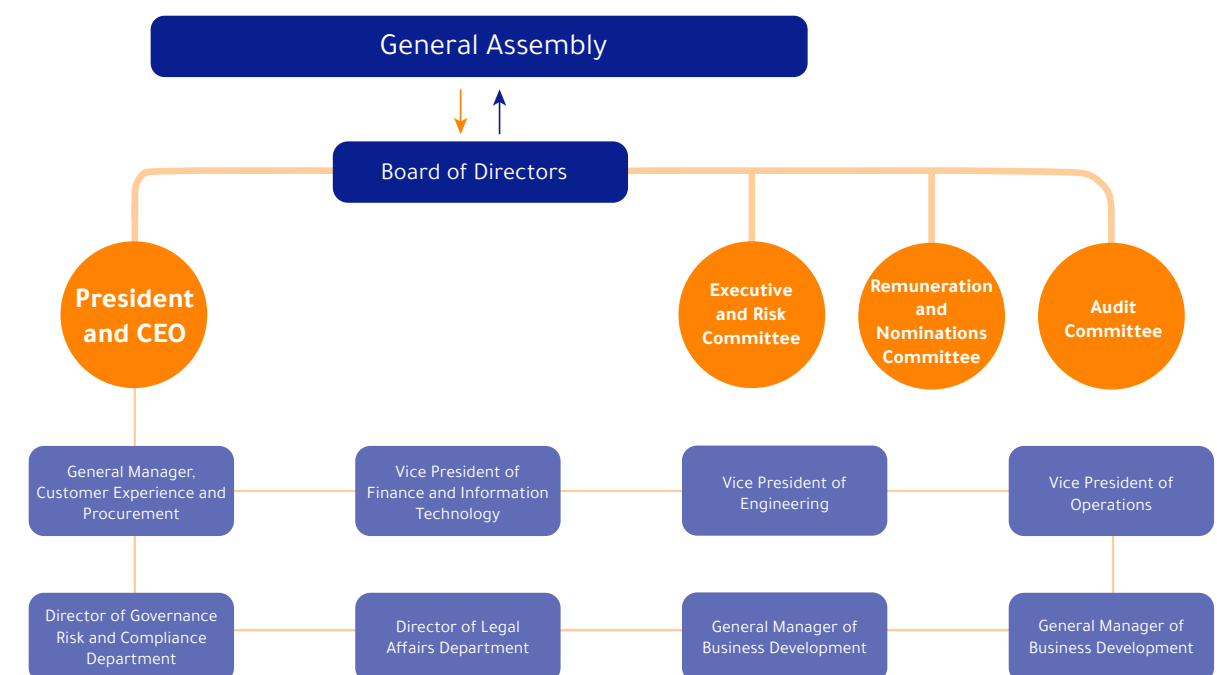 General Assembly
Board of Directors
President
and CEO
Executive
and Risk
Committee
Remuneration
and
Nominations
Committee
Audit
Committee
General Manager,
Customer Experience and
Procurement
Vice President of
Finance and Information
Technology
Vice President of
Engineering
Vice President of
Operations
Director of Governance
Risk and Compliance
Department
Director of Legal
Affairs Department
General Manager of
Business Development
General Manager of
Business Development